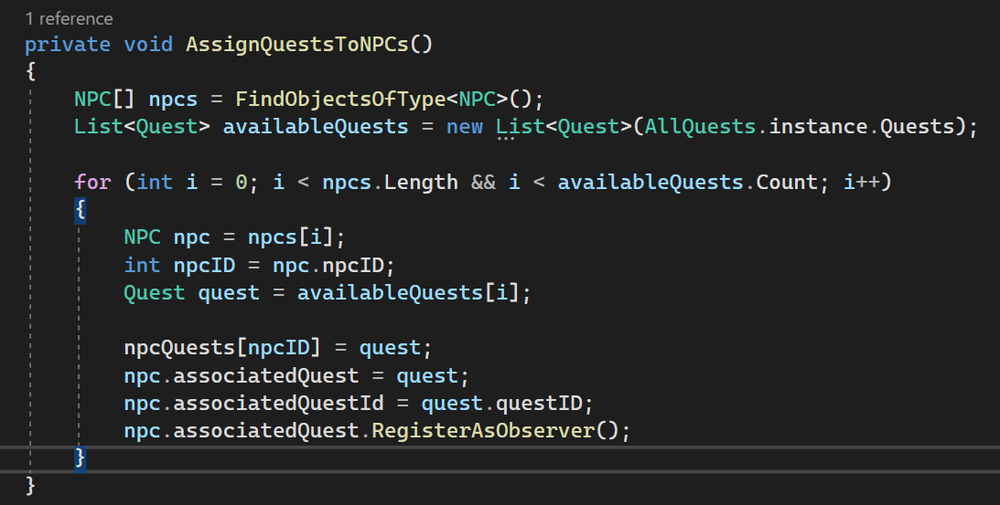 1 reference
private void AssignQuestsToNPCs()
{
NPC[] npcs = FindObjectsOfType<NPC>();
List<Quest> availableQuests = new List<Quest>(AllQuests.instance.Quests);
for (int i = 0; i < npcs.Length && i < availableQuests.Count; i++)
{
NPC npc = npcs[i];
int npcID = npc.npcID;
Quest quest = availableQuests[i];
npcQuests[npcID] = quest;
npc.associatedQuest = quest;
npc.associatedQuestId = quest.questID;
npc.associatedQuest.RegisterAsObserver();
}
}